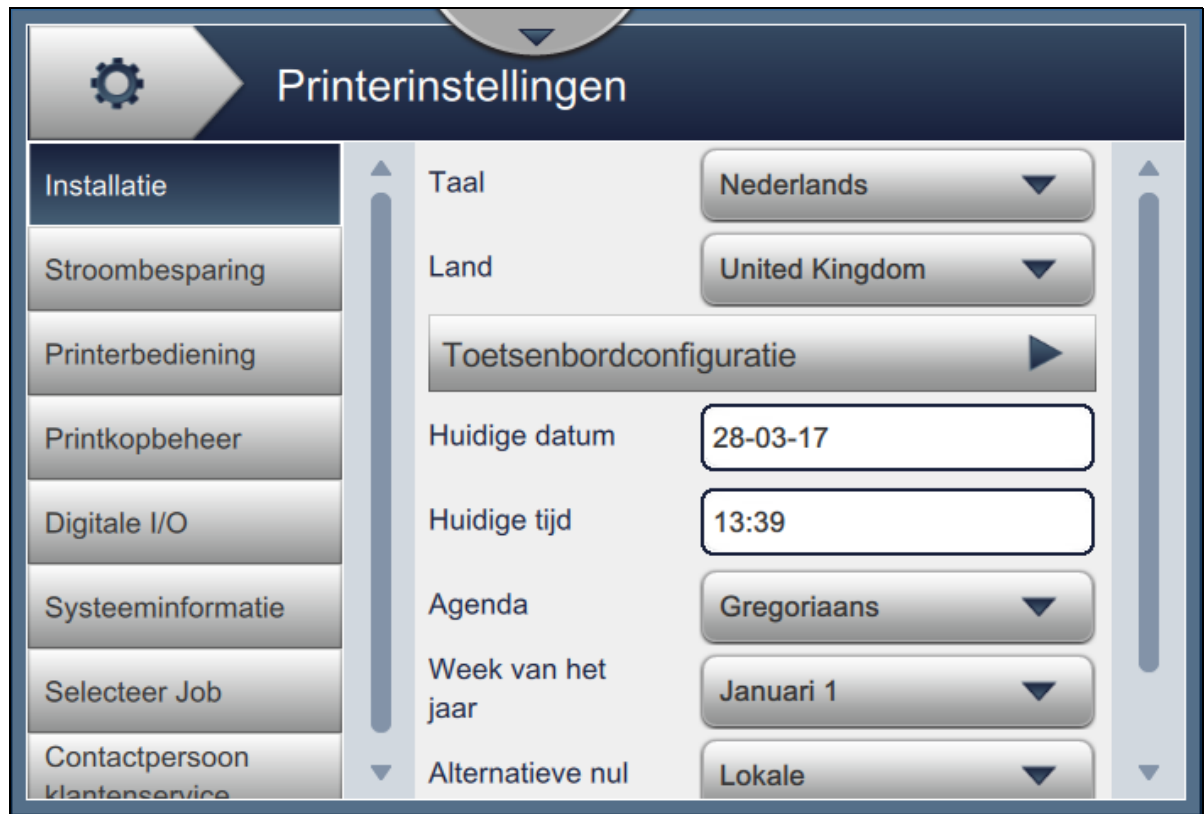 Printerinstellingen
Installatie
Stroombesparing
Printerbediening
Printkopbeheer
Digitale I/O
Systeeminformatie
Selecteer Job
Contactpersoon
klantenservice
Taal
Nederlands
Land
United Kingdom
Toetsenbordconfiguratie
Huidige datum
28-03-17
Huidige tijd
13:39
Agenda
Gregoriaans
Week van het
jaar
Januari 1
Alternatieve nul
Lokale